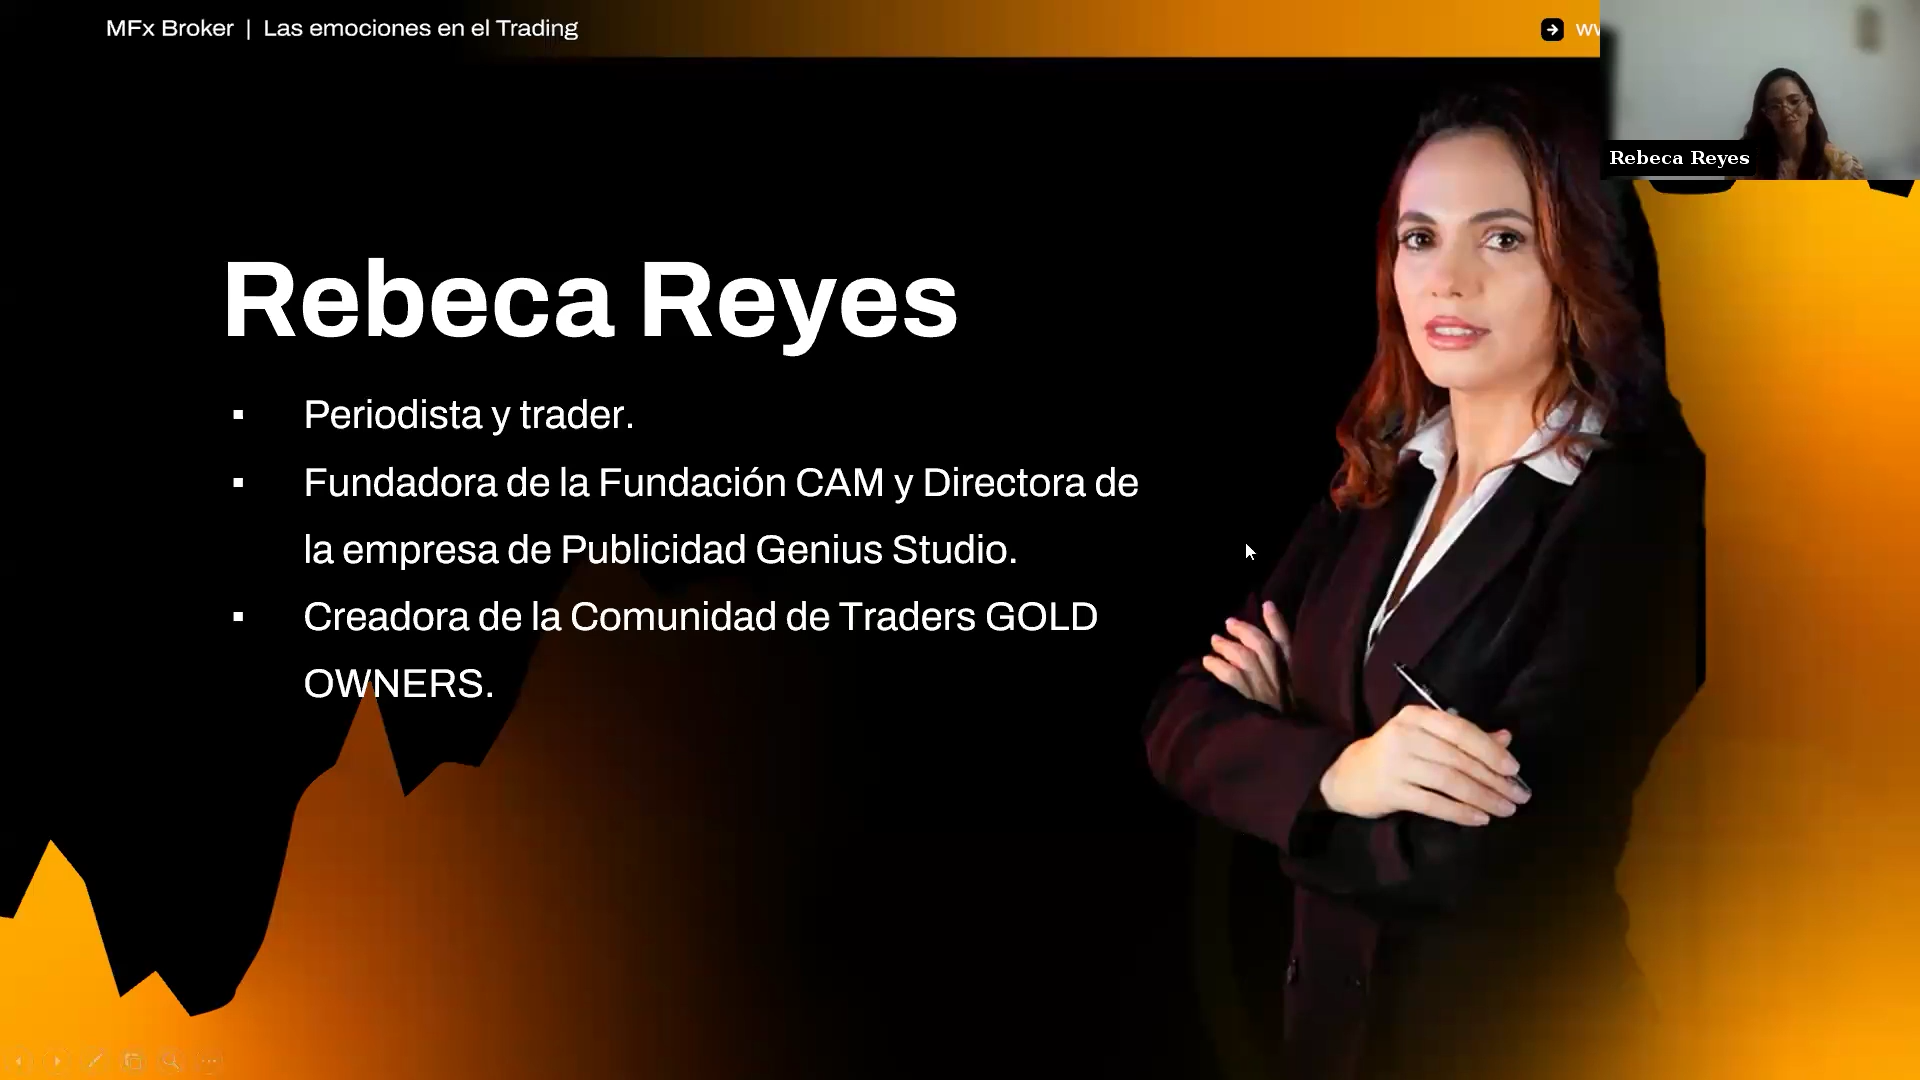 MFx Broker | Las emociones en el Trading
Rebeca Reyes
Rebeca Reyes
▪ Periodista y trader.
▪ Fundadora de la Fundación CAM y Directora de
la empresa de Publicidad Genius Studio.
▪ Creadora de la Comunidad de Traders GOLD
OWNERS.